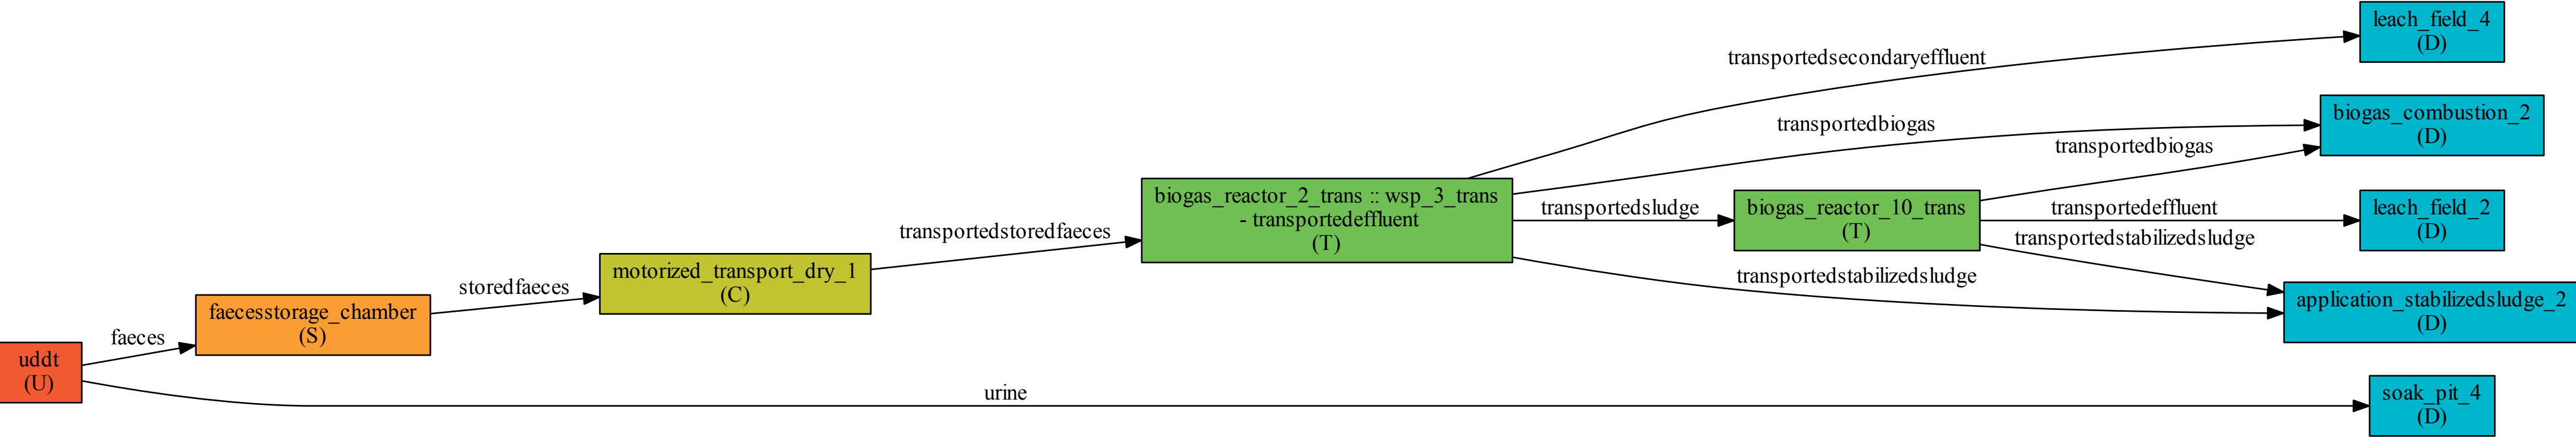 uddt
(U)
faeces
urine
faecesstorage_chamber
(S)
storedfaeces
motorized_transport_dry_1
(C)
transportedstoredfaeces
biogas_reactor_2_trans :: wsp_3_trans
- transportedeffluent
(T)
transportedsecondaryeffluent
transportedbiogas
transportedsludge
transportedstabilizedsludge
biogas_reactor_10_trans
(T)
transportedbiogas
transportedeffluent
transportedstabilizedsludge
leach_field_4
(D)
biogas_combustion_2
(D)
leach_field_2
(D)
application_stabilizedsludge_2
(D)
soak_pit_4
(D)